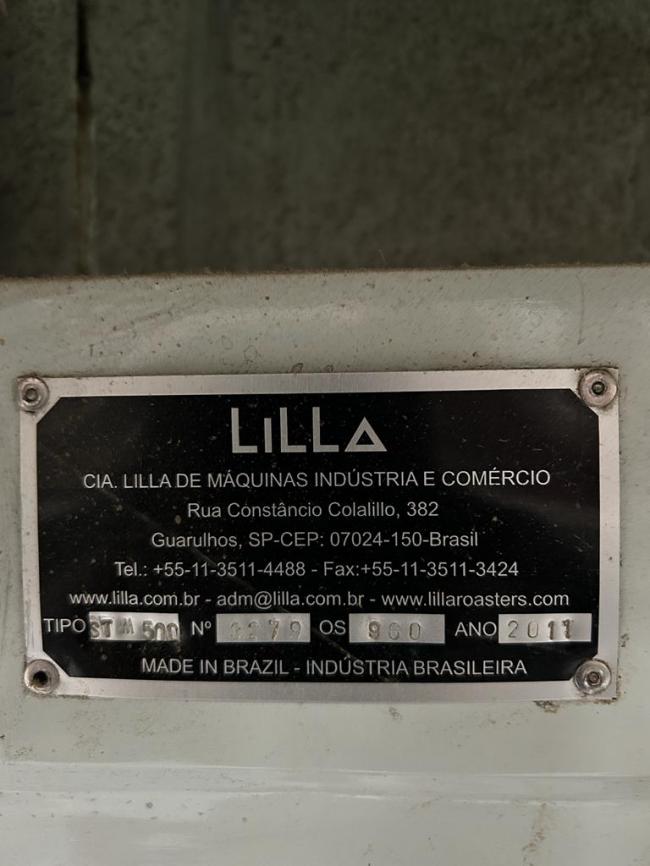 LiLLA
CIA. LILLA DE MÁQUINAS INDÚSTRIA E COMÉRCIO
Rua Constâncio Colalillo, 382
Guarulhos, SP-CEP: 07024-150-Brasil
Tel.: +55-11-3511-4488 - Fax:+55-11-3511-3424
www.lilla.com.br - adm@lilla.com.br - www.lillaroasters.com
TIPO ST M 500 Nº OS 960 ANO 2011
MADE IN BRAZIL - INDÚSTRIA BRASILEIRA